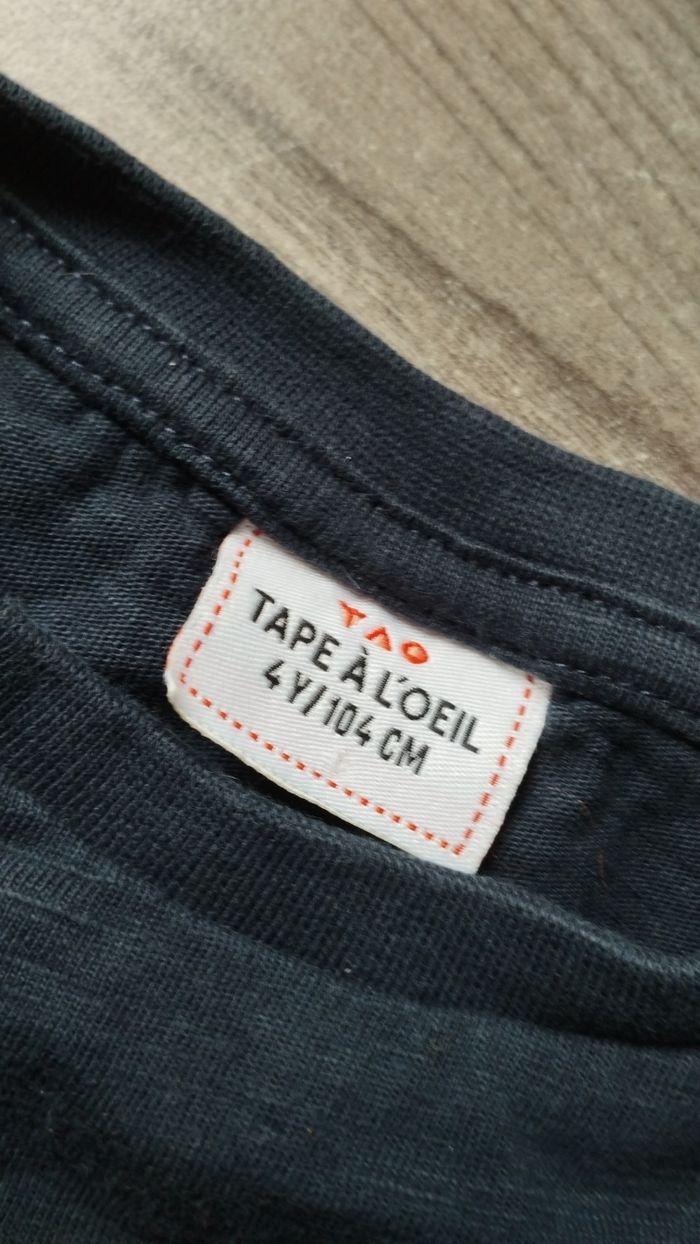 TAO
TAPE À L'OEIL
4Y/104 CM